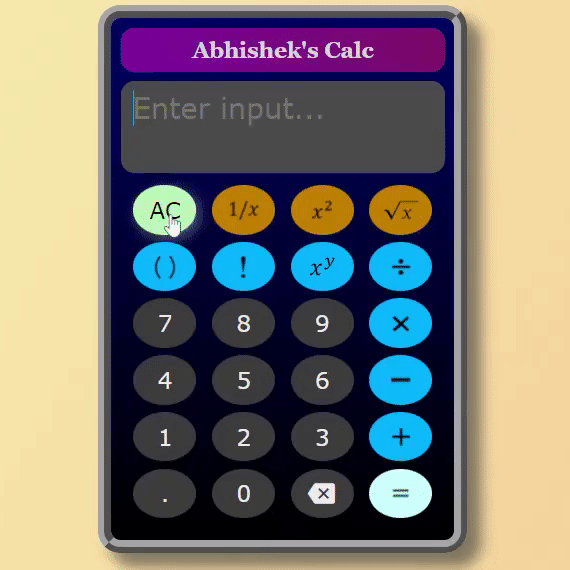 Abhishek's Calc
Enter input...
AC 1/x x² √x
( ) ! xʸ ÷
7 8 9 ×
4 5 6 −
1 2 3 +
. 0 =